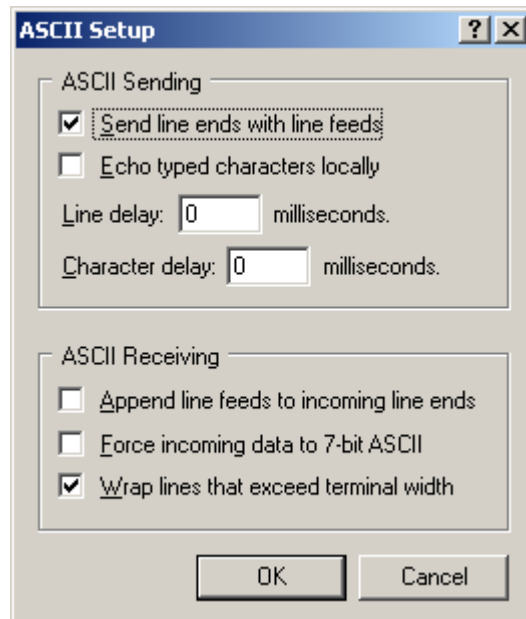 ASCII Setup
ASCII Sending
Send line ends with line feeds
Echo typed characters locally
Line delay: 0 milliseconds.
Character delay: 0 milliseconds.
ASCII Receiving
Append line feeds to incoming line ends
Force incoming data to 7-bit ASCII
Wrap lines that exceed terminal width
OK Cancel